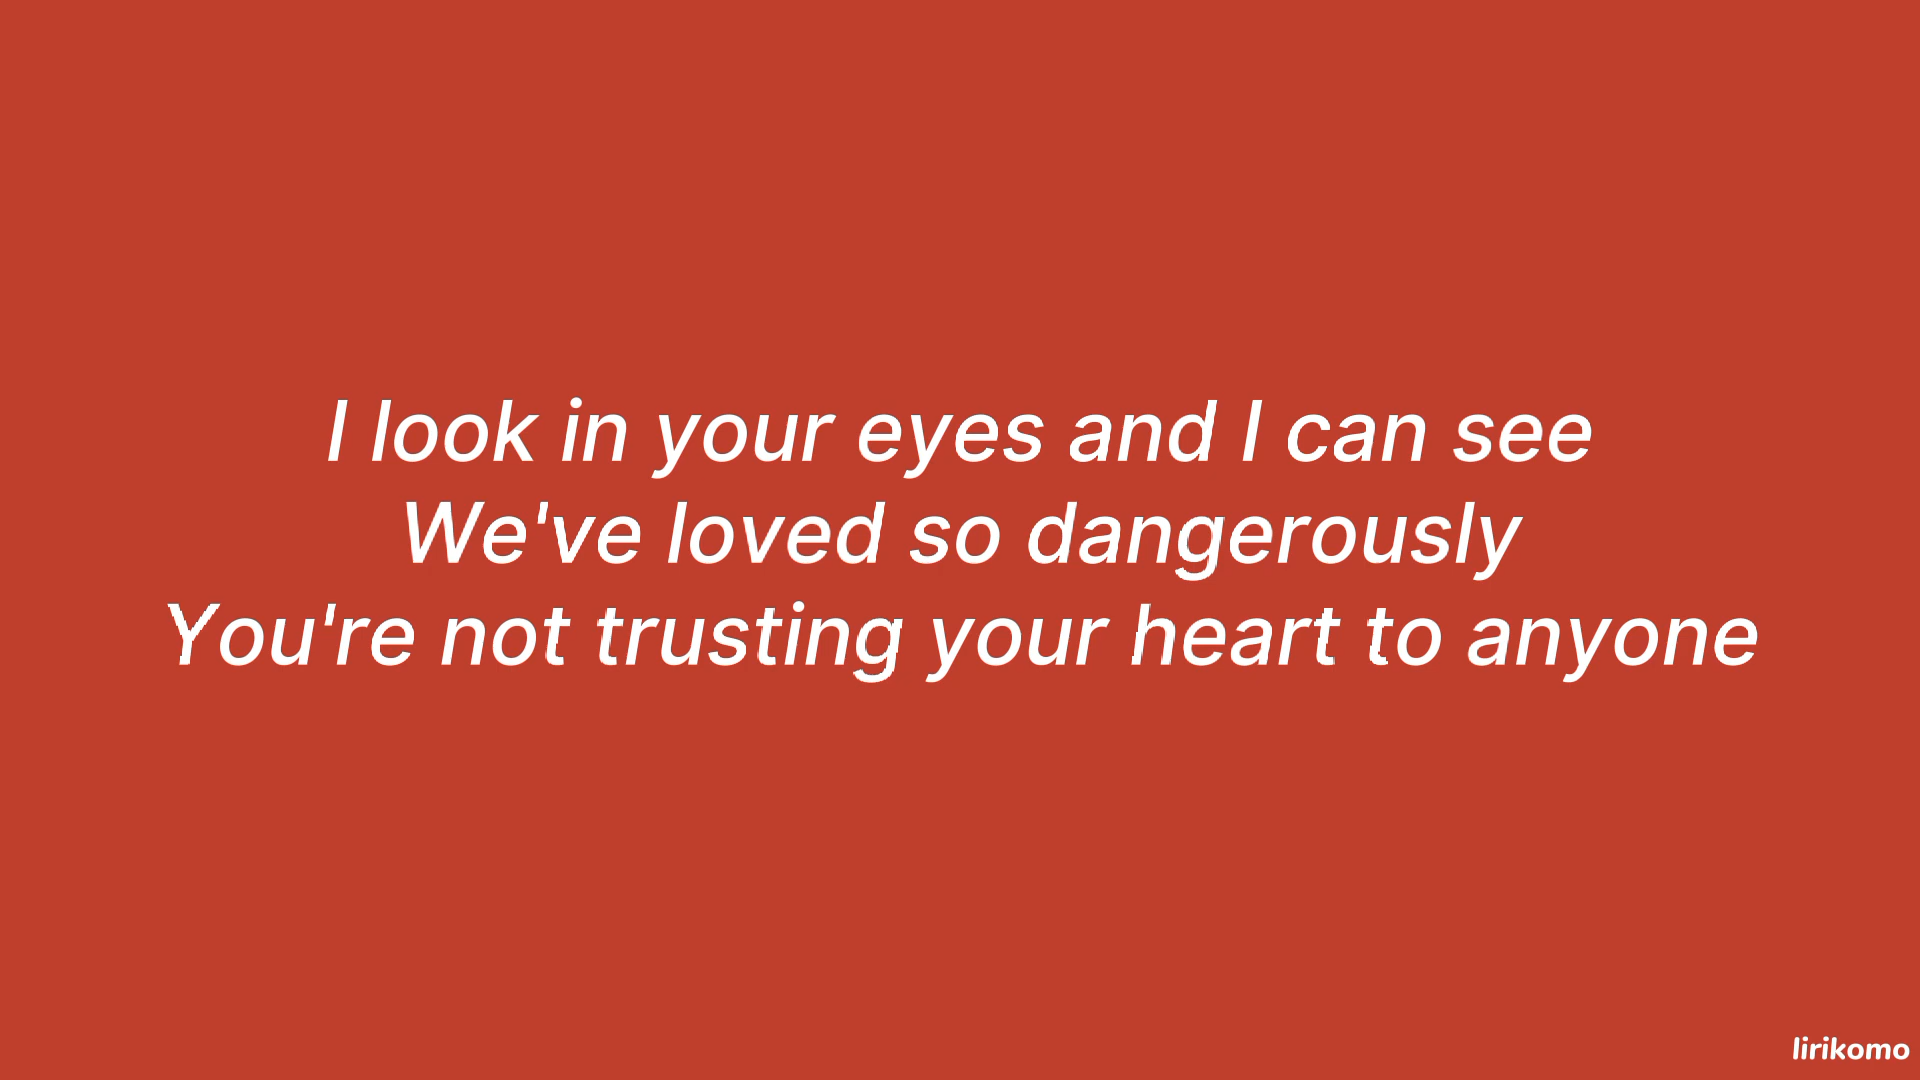 I look in your eyes and I can see
We've loved so dangerously
You're not trusting your heart to anyone
lirikomo